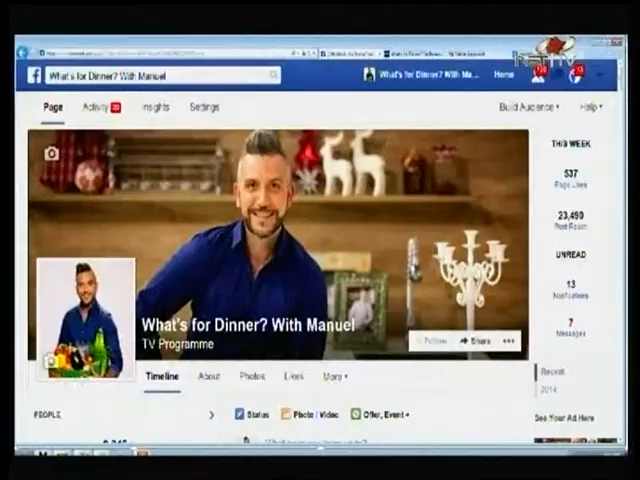 What's for Dinner? With Manuel
What's for Dinner? With Ma...
Home
Page
Activity
Insights
Settings
Build Audience
Help
THIS WEEK
537
Page Likes
23,490
Post Reach
UNREAD
13
Notifications
7
Messages
What's for Dinner? With Manuel
TV Programme
Follow
Share
Timeline
About
Photos
Likes
More
Recent
2014
PEOPLE
Status
Photo / Video
Offer, Event +
See Your Ad Here